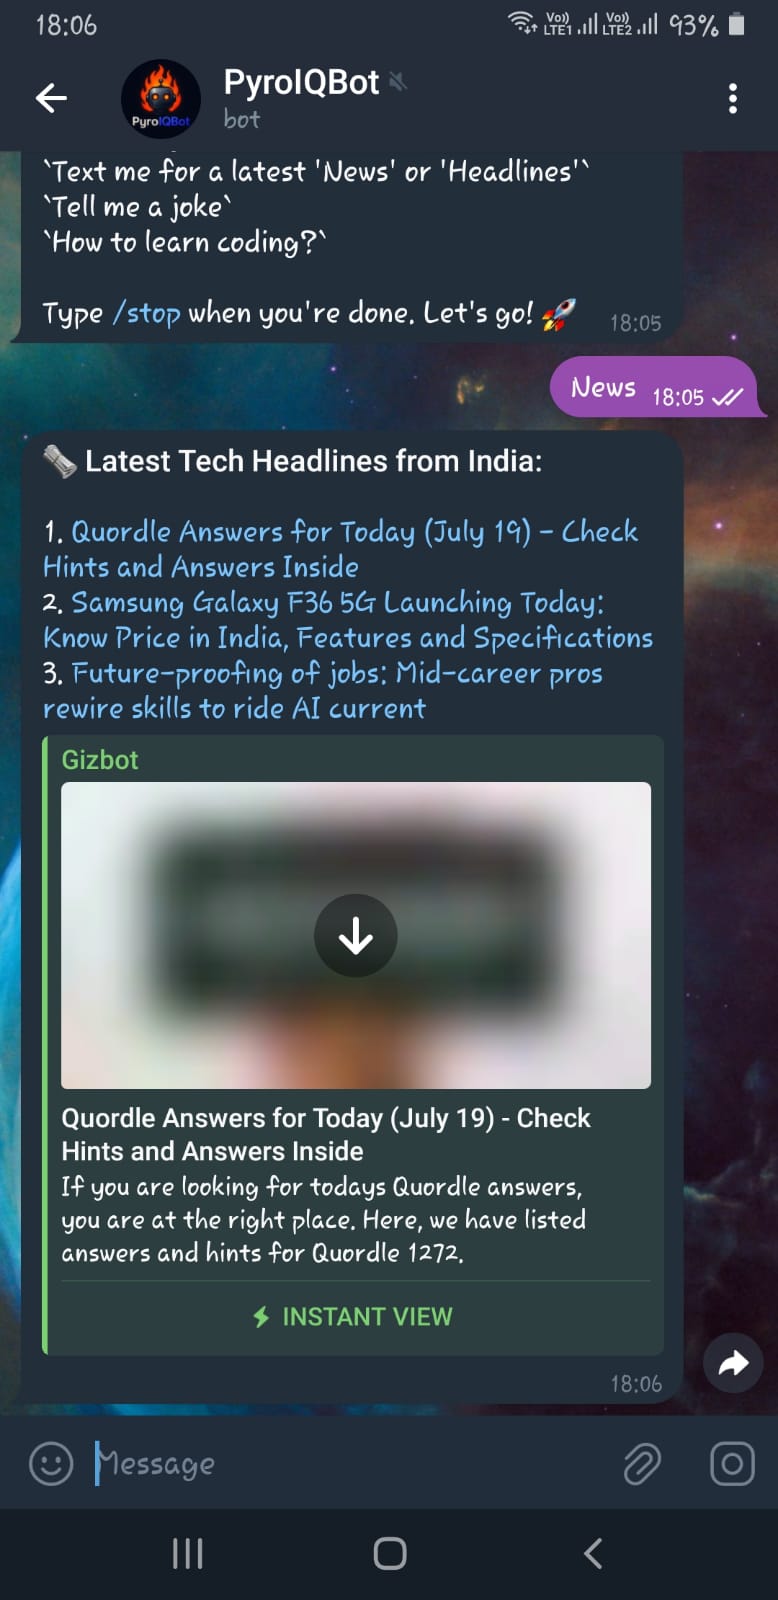 18:06 Vo)) LTE1 Vo)) LTE2 93%
PyroIQBot
PyroIQBot
bot
`Text me for a latest 'News' or 'Headlines'`
`Tell me a joke`
`How to learn coding?`
Type /stop when you're done. Let's go! 🚀 18:05
News 18:05
🗞️ Latest Tech Headlines from India:
1. Quordle Answers for Today (July 19) – Check
Hints and Answers Inside
2. Samsung Galaxy F36 5G Launching Today:
Know Price in India, Features and Specifications
3. Future-proofing of jobs: Mid-career pros
rewire skills to ride AI current
Gizbot
Quordle Answers for Today (July 19) - Check
Hints and Answers Inside
If you are looking for todays Quordle answers,
you are at the right place. Here, we have listed
answers and hints for Quordle 1272.
INSTANT VIEW
18:06
Message